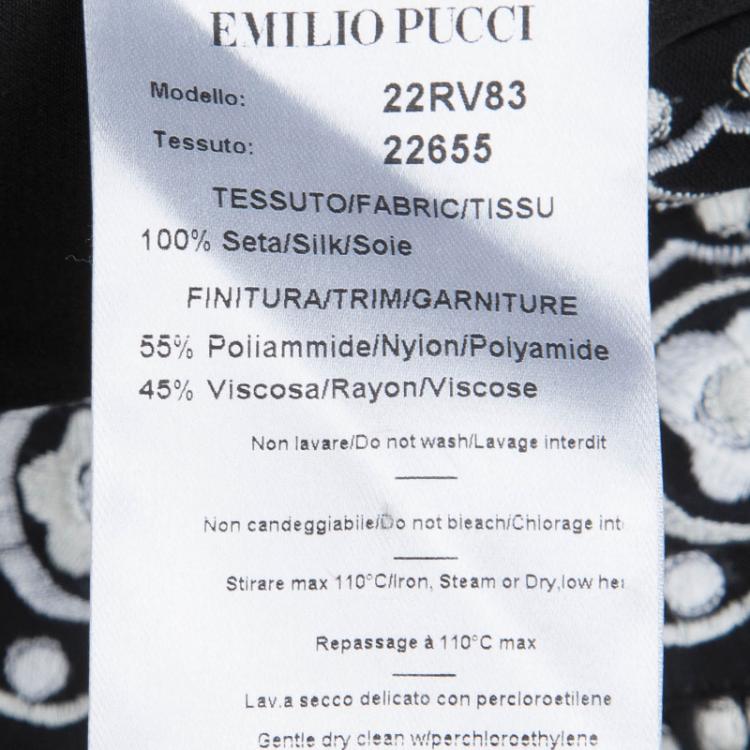 EMILIO PUCCI
Modello: 22RV83
Tessuto: 22655
TESSUTO/FABRIC/TISSU
100% Seta/Silk/Soie
FINITURA/TRIM/GARNITURE
55% Poliammide/Nylon/Polyamide
45% Viscosa/Rayon/Viscose
Non lavare/Do not wash/Lavage interdit
Non candeggiabile/Do not bleach/Chlorage int
Stirare max 110°C/Iron, Steam or Dry,low
Repassage à 110°C max
Lav.a secco delicato con percloroetilene
Gentle dry clean w/perchloroethylene